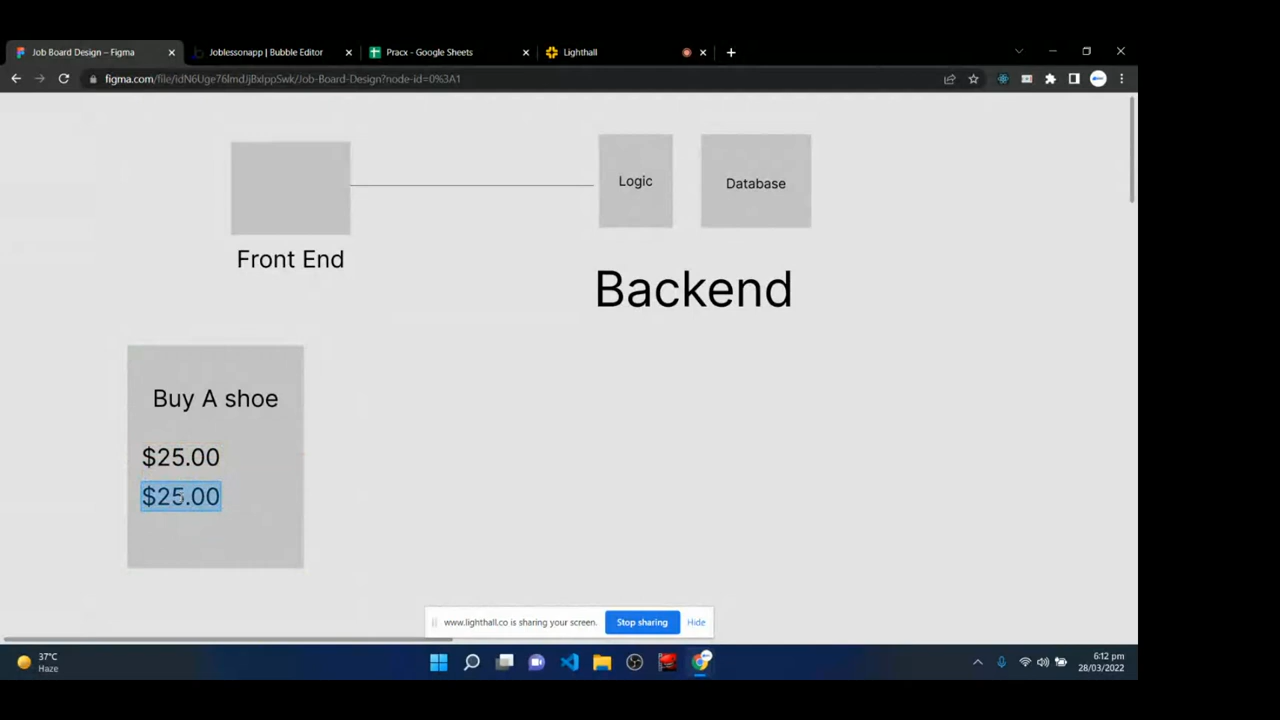 Job Board Design – Figma
Joblessonapp | Bubble Editor
Pracx - Google Sheets
Lighthall
figma.com/file/idN6Uge76ImdJjBxlppSwk/Job-Board-Design?node-id=0%3A1
Logic
Database
Front End
Backend
Buy A shoe
$25.00
$25.00
www.lighthall.co is sharing your screen.
Stop sharing
Hide
37°C
Haze
6:12 pm
28/03/2022